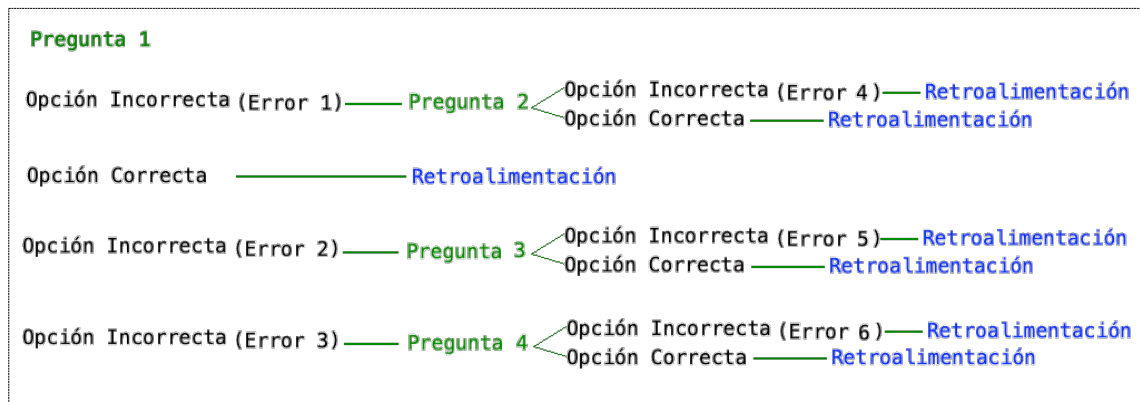 Pregunta 1
Opción Incorrecta (Error 1) Pregunta 2 Opción Incorrecta (Error 4) Retroalimentación
Opción Correcta Retroalimentación
Opción Correcta Retroalimentación
Opción Incorrecta (Error 2) Pregunta 3 Opción Incorrecta (Error 5) Retroalimentación
Opción Correcta Retroalimentación
Opción Incorrecta (Error 3) Pregunta 4 Opción Incorrecta (Error 6) Retroalimentación
Opción Correcta Retroalimentación